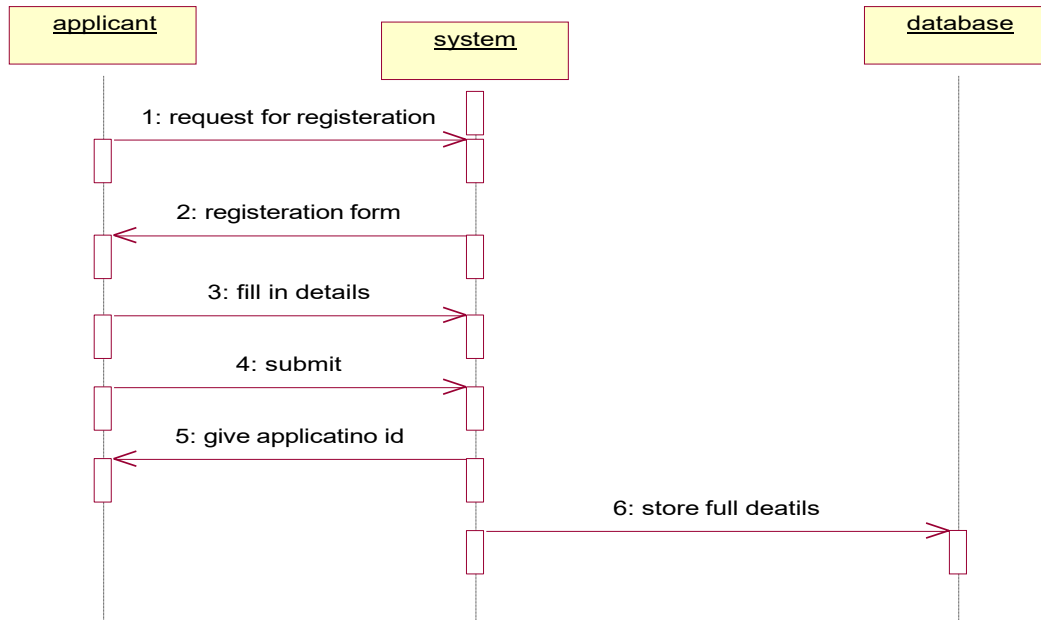 applicant
system
database
1: request for registeration
2: registeration form
3: fill in details
4: submit
5: give applicatino id
6: store full deatils